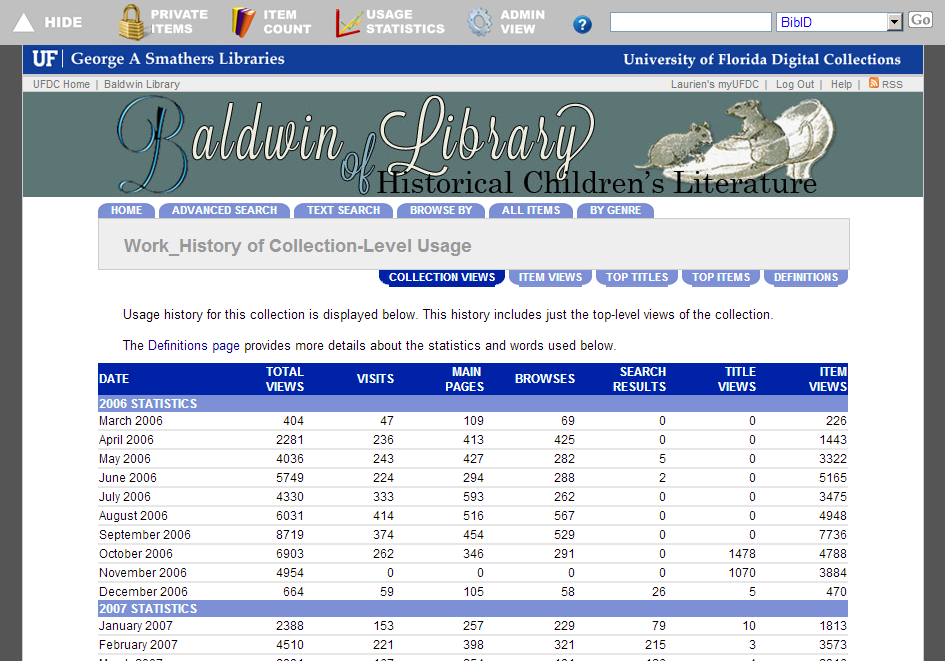 HIDE
PRIVATE ITEMS
ITEM COUNT
USAGE STATISTICS
ADMIN VIEW
?
BibID
Go
UF George A Smathers Libraries University of Florida Digital Collections
UFDC Home | Baldwin Library Laurien's myUFDC | Log Out | Help | RSS
Baldwin Library
of Historical Children's Literature
HOME ADVANCED SEARCH TEXT SEARCH BROWSE BY ALL ITEMS BY GENRE
Work_History of Collection-Level Usage
COLLECTION VIEWS ITEM VIEWS TOP TITLES TOP ITEMS DEFINITIONS
Usage history for this collection is displayed below. This history includes just the top-level views of the collection.
The Definitions page provides more details about the statistics and words used below.
DATE TOTAL VIEWS VISITS MAIN PAGES BROWSES SEARCH RESULTS TITLE VIEWS ITEM VIEWS
2006 STATISTICS
March 2006 404 47 109 69 0 0 226
April 2006 2281 236 413 425 0 0 1443
May 2006 4036 243 427 282 5 0 3322
June 2006 5749 224 294 288 2 0 5165
July 2006 4330 333 593 262 0 0 3475
August 2006 6031 414 516 567 0 0 4948
September 2006 8719 374 454 529 0 0 7736
October 2006 6903 262 346 291 0 1478 4788
November 2006 4954 0 0 0 0 1070 3884
December 2006 664 59 105 58 26 5 470
2007 STATISTICS
January 2007 2388 153 257 229 79 10 1813
February 2007 4510 221 398 321 215 3 3573